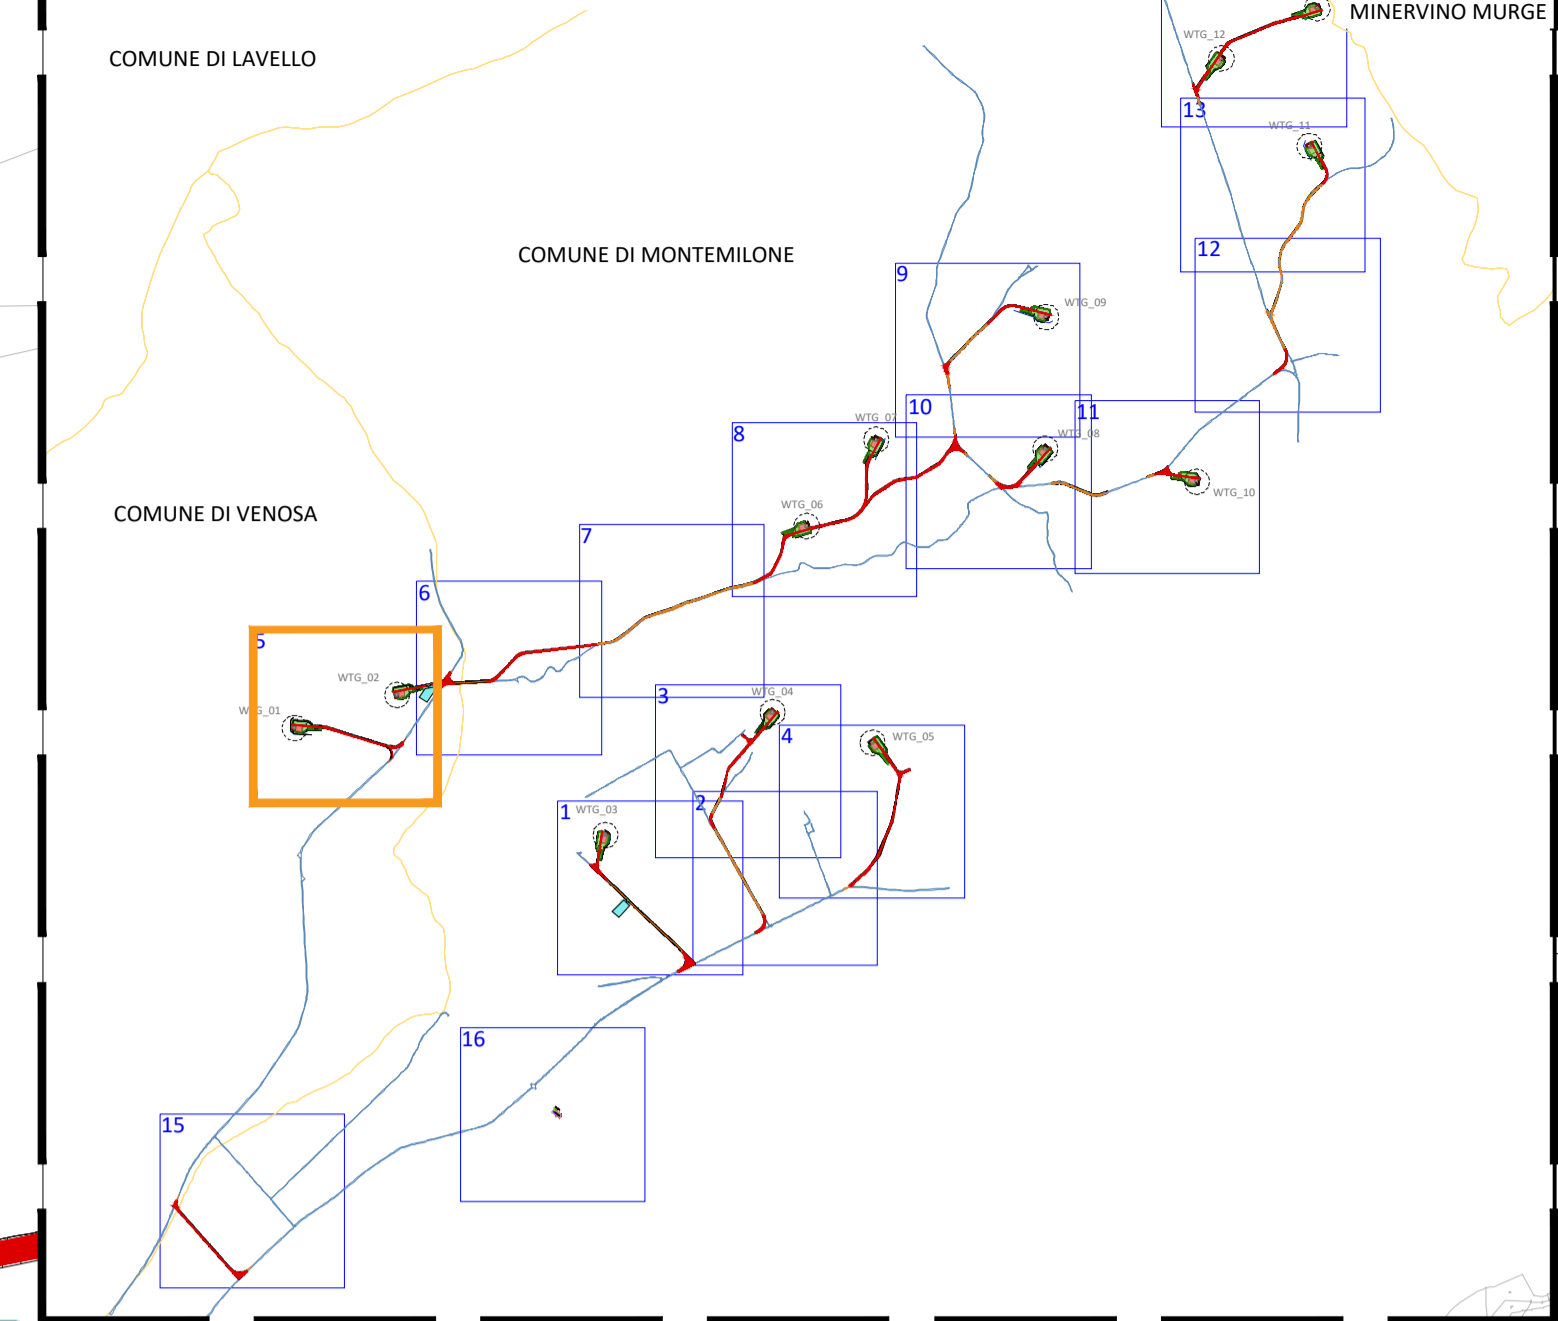 MINERVINO MURGE
WTG_12
COMUNE DI LAVELLO
13
WTG_11
12
COMUNE DI MONTEMILONE
9
WTG_09
10
11
WTG_07
8
WTG_08
WTG_10
WTG_06
COMUNE DI VENOSA
7
6
5
WTG_02
WTG_01
3
WTG_04
4
WTG_05
2
1
WTG_03
16
15